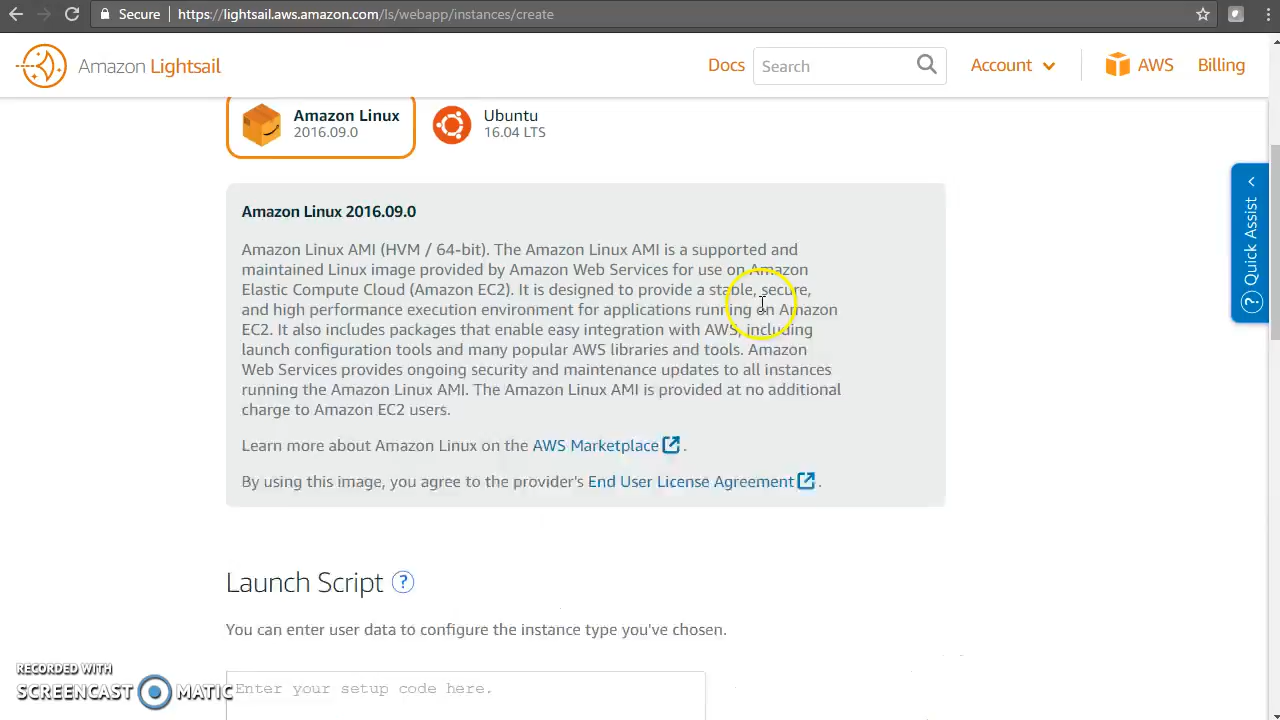 Secure | https://lightsail.aws.amazon.com/ls/webapp/instances/create
Amazon Lightsail
Docs
Search
Account
AWS
Billing
Amazon Linux
2016.09.0
Ubuntu
16.04 LTS
Quick Assist
Amazon Linux 2016.09.0
Amazon Linux AMI (HVM / 64-bit). The Amazon Linux AMI is a supported and
maintained Linux image provided by Amazon Web Services for use on Amazon
Elastic Compute Cloud (Amazon EC2). It is designed to provide a stable, secure,
and high performance execution environment for applications running on Amazon
EC2. It also includes packages that enable easy integration with AWS, including
launch configuration tools and many popular AWS libraries and tools. Amazon
Web Services provides ongoing security and maintenance updates to all instances
running the Amazon Linux AMI. The Amazon Linux AMI is provided at no additional
charge to Amazon EC2 users.
Learn more about Amazon Linux on the AWS Marketplace .
By using this image, you agree to the provider's End User License Agreement .
Launch Script ?
You can enter user data to configure the instance type you've chosen.
Enter your setup code here.
RECORDED WITH
SCREENCAST MATIC